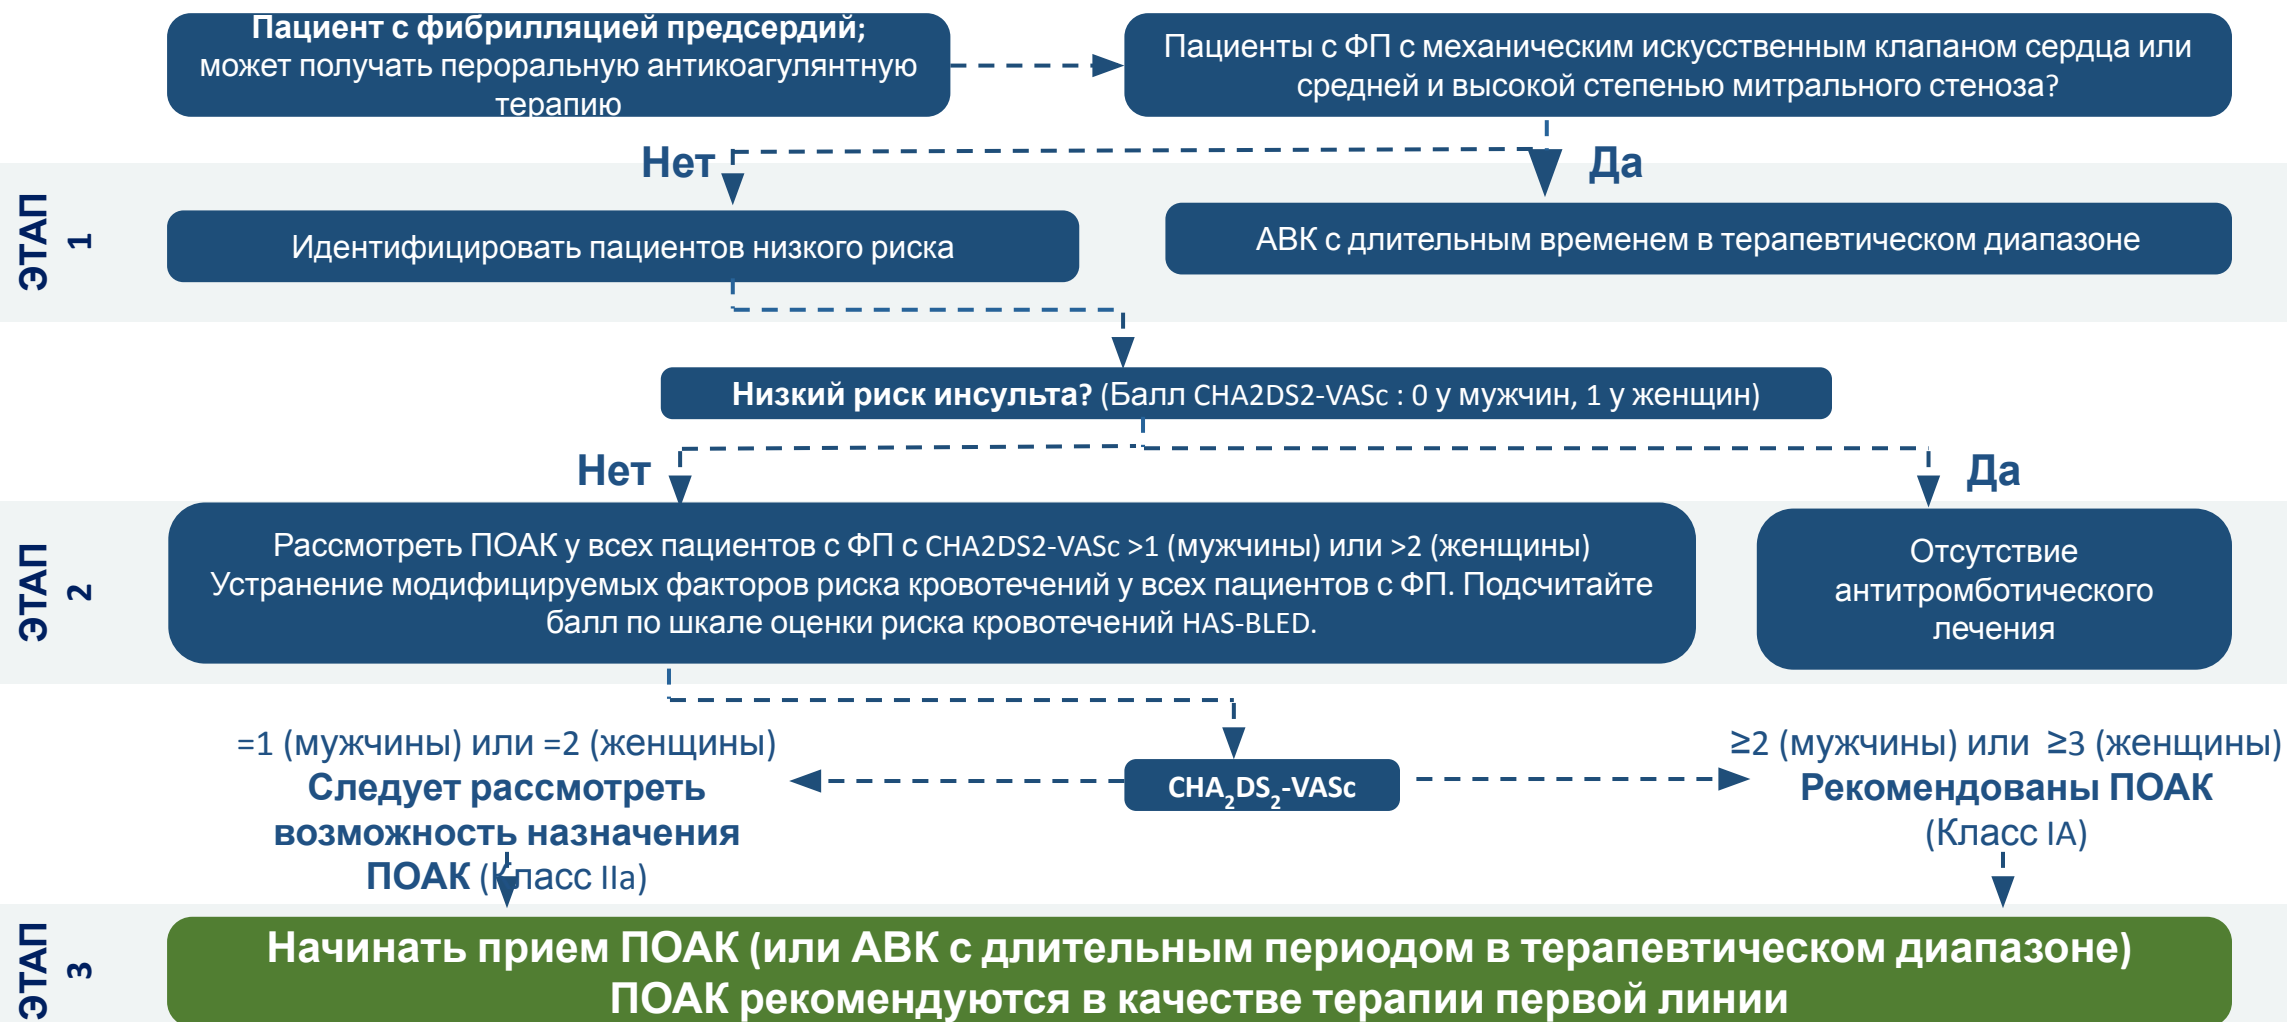 Пациент с фибрилляцией предсердий;
может получать пероральную антикоагулянтную
терапию
Пациенты с ФП с механическим искусственным клапаном сердца или
средней и высокой степенью митрального стеноза?
Нет
Да
ЭТАП
1
Идентифицировать пациентов низкого риска
АВК с длительным временем в терапевтическом диапазоне
Низкий риск инсульта? (Балл CHA2DS2-VASc : 0 у мужчин, 1 у женщин)
Нет
Да
ЭТАП
2
Рассмотреть ПОАК у всех пациентов с ФП с CHA2DS2-VASc >1 (мужчины) или >2 (женщины)
Устранение модифицируемых факторов риска кровотечений у всех пациентов с ФП. Подсчитайте
балл по шкале оценки риска кровотечений HAS-BLED.
Отсутствие
антитромботического
лечения
=1 (мужчины) или =2 (женщины)
Следует рассмотреть
возможность назначения
ПОАК (Класс IIa)
CHA₂DS₂-VASc
≥2 (мужчины) или ≥3 (женщины)
Рекомендованы ПОАК
(Класс IA)
ЭТАП
3
Начинать прием ПОАК (или АВК с длительным периодом в терапевтическом диапазоне)
ПОАК рекомендуются в качестве терапии первой линии